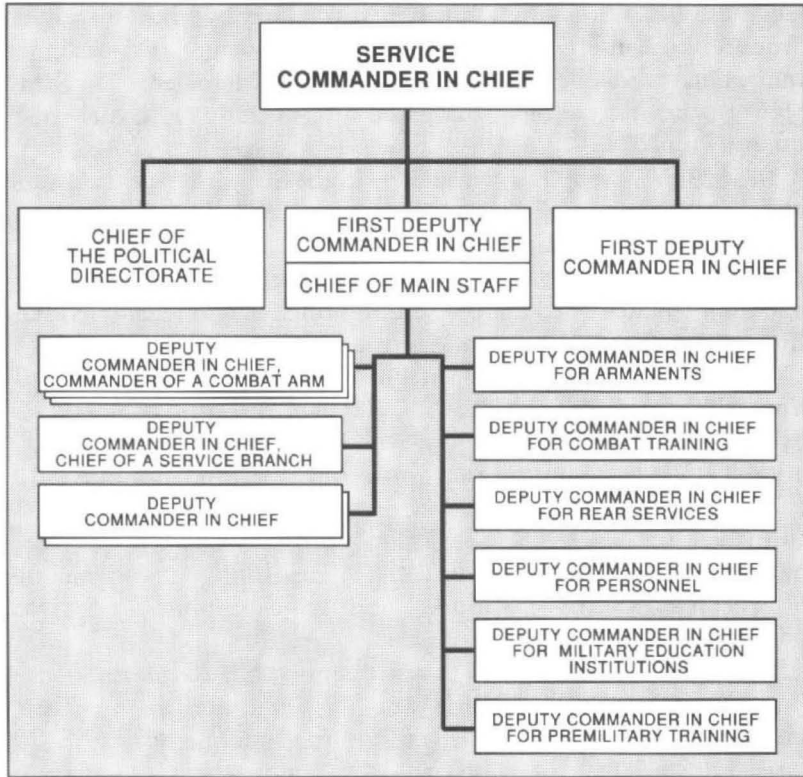 SERVICE
COMMANDER IN CHIEF
CHIEF OF
THE POLITICAL
DIRECTORATE
FIRST DEPUTY
COMMANDER IN CHIEF
CHIEF OF MAIN STAFF
FIRST DEPUTY
COMMANDER IN CHIEF
DEPUTY
COMMANDER IN CHIEF,
COMMANDER OF A COMBAT ARM
DEPUTY
COMMANDER IN CHIEF,
CHIEF OF A SERVICE BRANCH
DEPUTY
COMMANDER IN CHIEF
DEPUTY COMMANDER IN CHIEF
FOR ARMANENTS
DEPUTY COMMANDER IN CHIEF
FOR COMBAT TRAINING
DEPUTY COMMANDER IN CHIEF
FOR REAR SERVICES
DEPUTY COMMANDER IN CHIEF
FOR PERSONNEL
DEPUTY COMMANDER IN CHIEF
FOR MILITARY EDUCATION
INSTITUTIONS
DEPUTY COMMANDER IN CHIEF
FOR PREMILITARY TRAINING